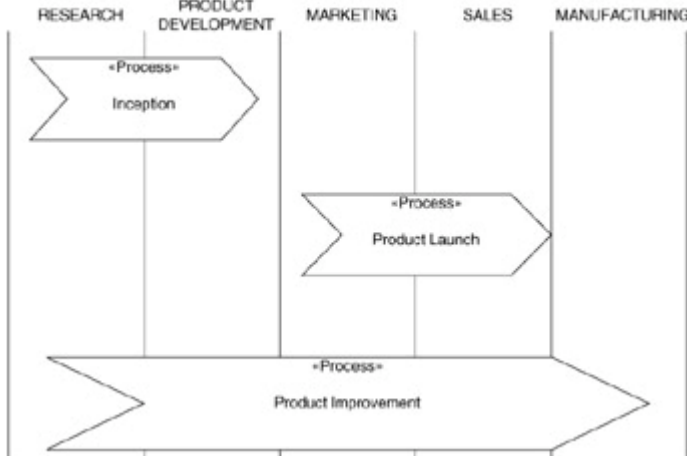 RESEARCH
PRODUCT
DEVELOPMENT
MARKETING
SALES
MANUFACTURING
«Process»
Inception
«Process»
Product Launch
«Process»
Product Improvement